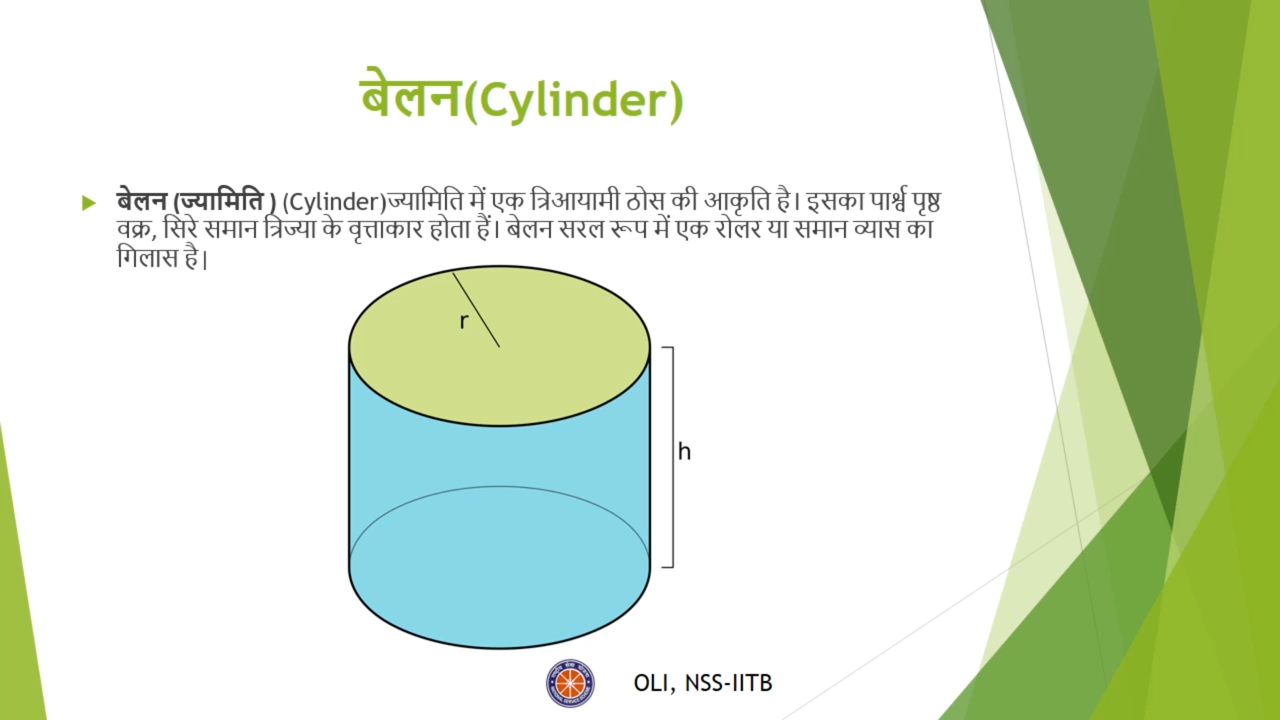 बेलन(Cylinder)
बेलन (ज्यामिति ) (Cylinder)ज्यामिति में एक त्रिआयामी ठोस की आकृति है। इसका पार्श्व पृष्ठ
वक्र, सिरे समान त्रिज्या के वृत्ताकार होता हैं। बेलन सरल रूप में एक रोलर या समान व्यास का
गिलास है|
r
h
OLI, NSS-IITB